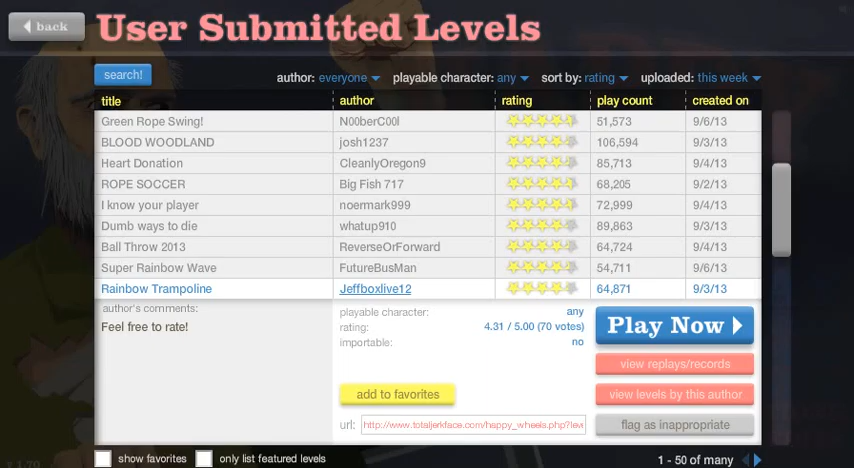 back
User Submitted Levels
search!
author: everyone playable character: any sort by: rating uploaded: this week
title author rating play count created on
Green Rope Swing! N00berC00l 51,573 9/6/13
BLOOD WOODLAND josh1237 106,594 9/3/13
Heart Donation CleanlyOregon9 85,713 9/4/13
ROPE SOCCER Big Fish 717 68,205 9/2/13
I know your player noermark999 72,999 9/4/13
Dumb ways to die whatup910 89,863 9/3/13
Ball Throw 2013 ReverseOrForward 64,724 9/4/13
Super Rainbow Wave FutureBusMan 54,711 9/6/13
Rainbow Trampoline Jeffboxlive12 64,871 9/3/13
author's comments:
Feel free to rate!
playable character: any
rating: 4.31 / 5.00 (70 votes)
importable: no
add to favorites
url: http://www.totaljerkface.com/happy_wheels.php?leve
Play Now
view replays/records
view levels by this author
flag as inappropriate
show favorites only list featured levels
1 - 50 of many